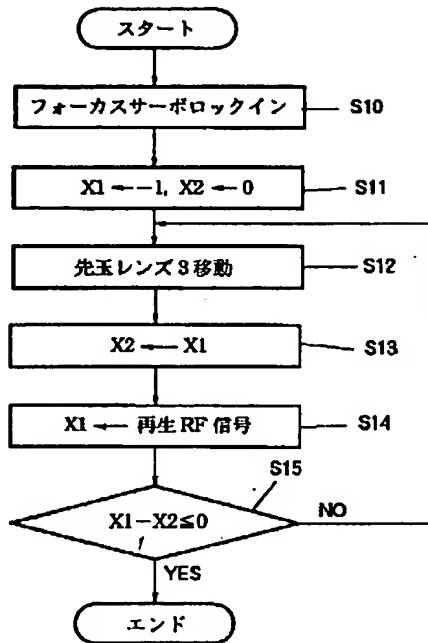 スタート
フォーカスサーボロックイン
S10
X1 ← -1, X2 ← 0
S11
先玉レンズ3移動
S12
X2 ← X1
S13
X1 ← 再生RF信号
S14
S15
X1-X2≦0
NO
YES
エンド